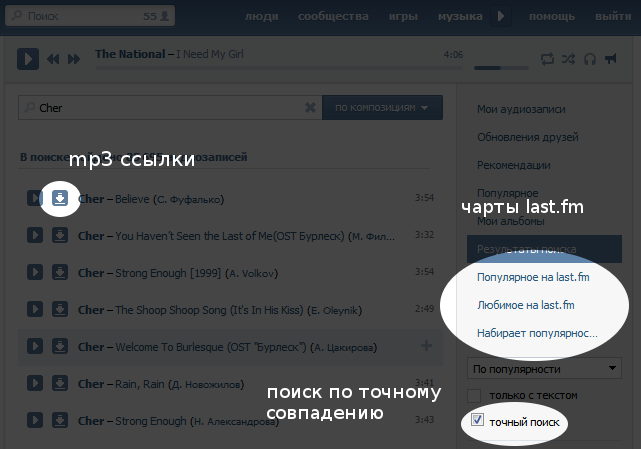 Поиск 55 люди сообщества игры музыка помощь выйти
The National – I Need My Girl 4:06
Cher по композициям
Мои аудиозаписи
Обновления друзей
Рекомендации
Популярное
Мои альбомы
Результаты поиска
Популярное на last.fm
Любимое на last.fm
Набирает популярнос...
По популярности
только с текстом
точный поиск
В поиске
mp3 ссылки
чарты last.fm
Cher – Believe (С. Фуфалько) 3:54
Cher – You Haven't Seen the Last of Me(OST Бурлеск) (М. Фил... 3:32
Cher – Strong Enough [1999] (A. Volkov) 3:54
Cher – The Shoop Shoop Song (It's In His Kiss) (E. Oleynik) 2:49
Cher – Welcome To Burlesque (OST "Бурлеск") (А. Цакирова)
Cher – Rain, Rain (Д. Новожилов) 3:41
Cher – Strong Enough (Н. Александрова) 3:43
поиск по точному
совпадению